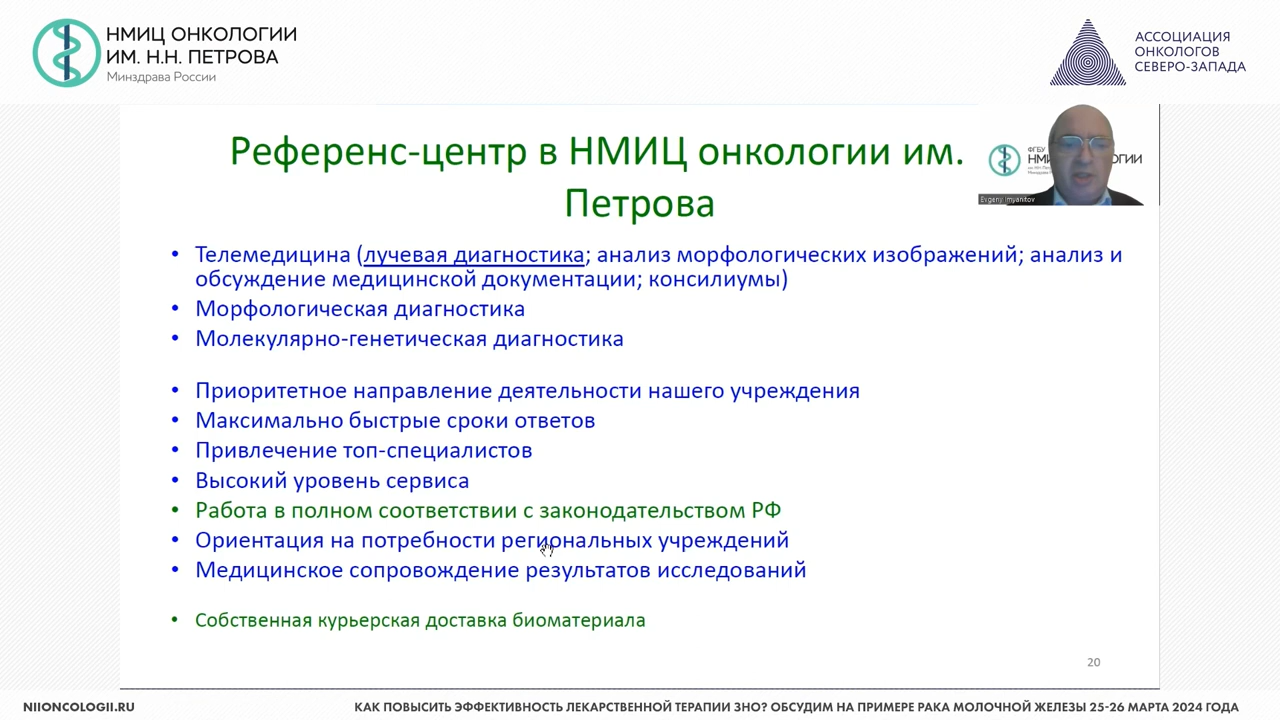 НМИЦ ОНКОЛОГИИ
ИМ. Н.Н. ПЕТРОВА
Минздрава России
АССОЦИАЦИЯ
ОНКОЛОГОВ
СЕВЕРО-ЗАПАДА
Референс-центр в НМИЦ онкологии им.
Петрова
ФГБУ
Evgeny Imyanitov
• Телемедицина (лучевая диагностика; анализ морфологических изображений; анализ и
обсуждение медицинской документации; консилиумы)
• Морфологическая диагностика
• Молекулярно-генетическая диагностика
• Приоритетное направление деятельности нашего учреждения
• Максимально быстрые сроки ответов
• Привлечение топ-специалистов
• Высокий уровень сервиса
• Работа в полном соответствии с законодательством РФ
• Ориентация на потребности региональных учреждений
• Медицинское сопровождение результатов исследований
• Собственная курьерская доставка биоматериала
20
NIIONCOLOGII.RU
КАК ПОВЫСИТЬ ЭФФЕКТИВНОСТЬ ЛЕКАРСТВЕННОЙ ТЕРАПИИ ЗНО? ОБСУДИМ НА ПРИМЕРЕ РАКА МОЛОЧНОЙ ЖЕЛЕЗЫ 25-26 МАРТА 2024 ГОДА